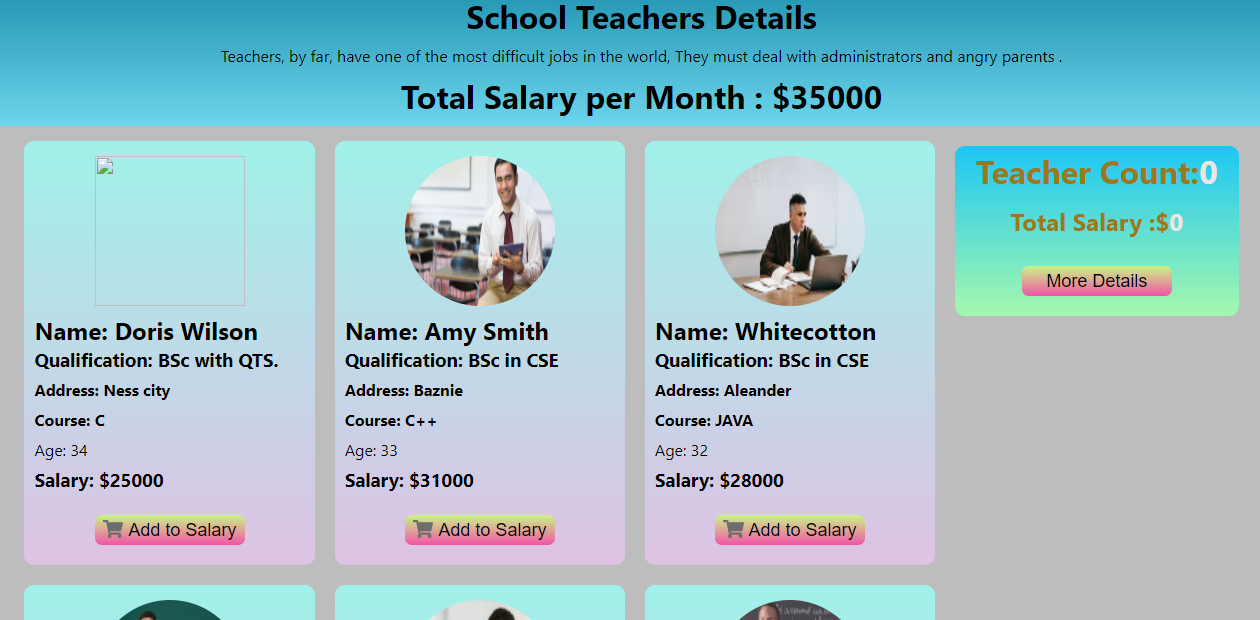 School Teachers Details
Teachers, by far, have one of the most difficult jobs in the world, They must deal with administrators and angry parents .
Total Salary per Month : $35000
Name: Doris Wilson
Qualification: BSc with QTS.
Address: Ness city
Course: C
Age: 34
Salary: $25000
Add to Salary
Name: Amy Smith
Qualification: BSc in CSE
Address: Baznie
Course: C++
Age: 33
Salary: $31000
Add to Salary
Name: Whitecotton
Qualification: BSc in CSE
Address: Aleander
Course: JAVA
Age: 32
Salary: $28000
Add to Salary
Teacher Count:0
Total Salary :$0
More Details